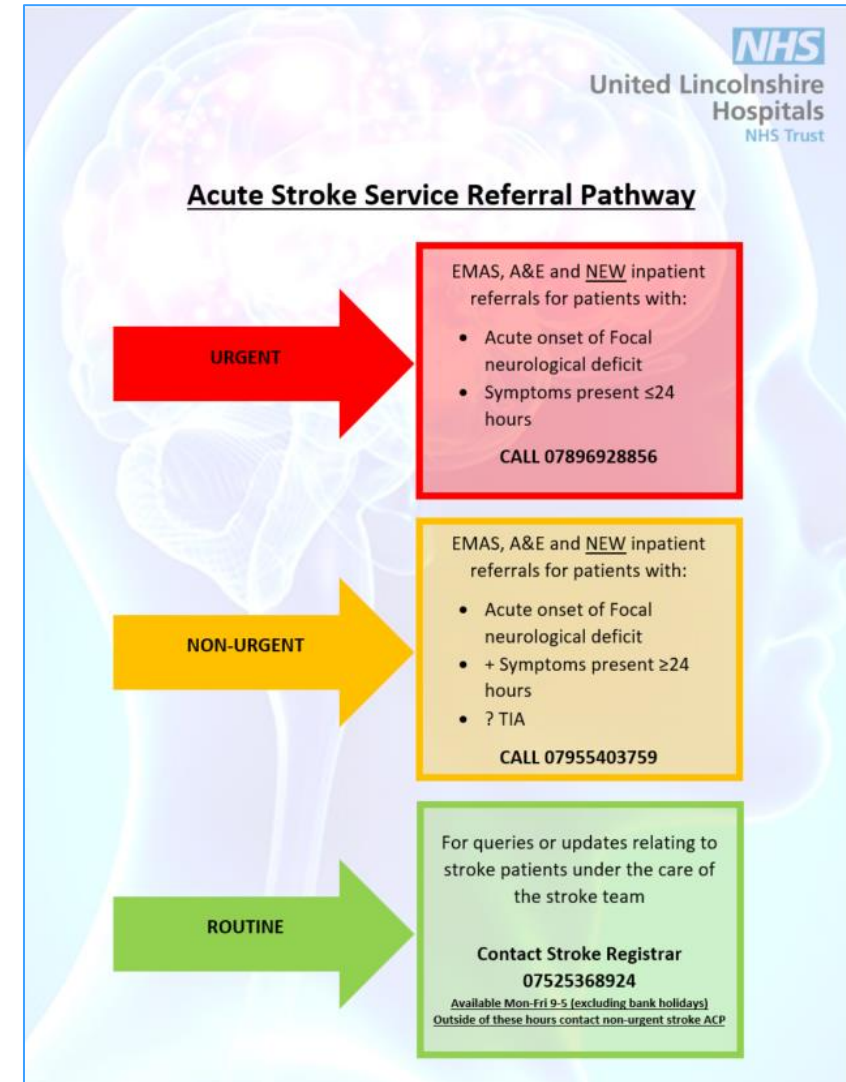 NHS
United Lincolnshire
Hospitals
NHS Trust
Acute Stroke Service Referral Pathway
URGENT
EMAS, A&E and NEW inpatient
referrals for patients with:
• Acute onset of Focal
neurological deficit
• Symptoms present ≤24
hours
CALL 07896928856
NON-URGENT
EMAS, A&E and NEW inpatient
referrals for patients with:
• Acute onset of Focal
neurological deficit
• + Symptoms present ≥24
hours
• ? TIA
CALL 07955403759
ROUTINE
For queries or updates relating to
stroke patients under the care of
the stroke team
Contact Stroke Registrar
07525368924
Available Mon-Fri 9-5 (excluding bank holidays)
Outside of these hours contact non-urgent stroke ACP